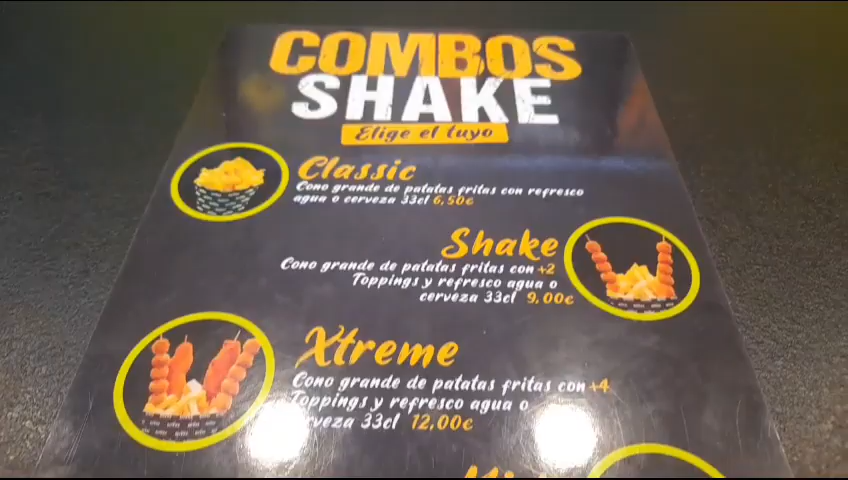 COMBOS
SHAKE
Elige el tuyo
Classic
Cono grande de patatas fritas con refresco
agua o cerveza 33cl 6,50€
Shake
Cono grande de patatas fritas con +2
Toppings y refresco agua o
cerveza 33cl 9,00€
Xtreme
Cono grande de patatas fritas con +4
Toppings y refresco agua o
cerveza 33cl 12,00€